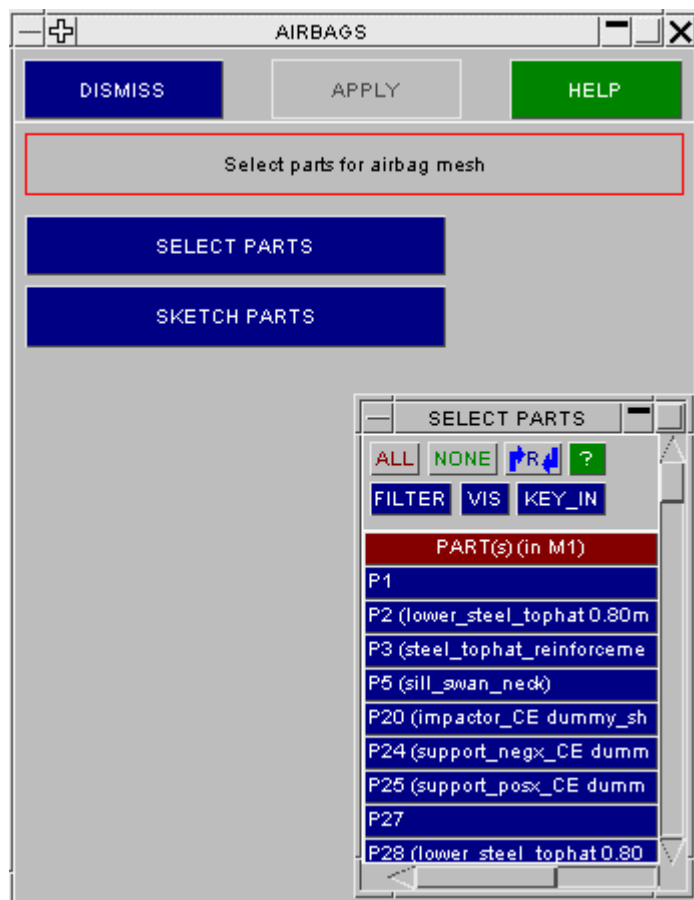 AIRBAGS
DISMISS APPLY HELP
Select parts for airbag mesh
SELECT PARTS
SKETCH PARTS
SELECT PARTS
ALL NONE R ?
FILTER VIS KEY_IN
PART(s) (in M1)
P1
P2 (lower_steel_tophat 0.80m
P3 (steel_tophat_reinforceme
P5 (sill_swan_neck)
P20 (impactor_CE dummy_sh
P24 (support_negx_CE dumm
P25 (support_posx_CE dumm
P27
P28 (lower_steel_tophat 0.80